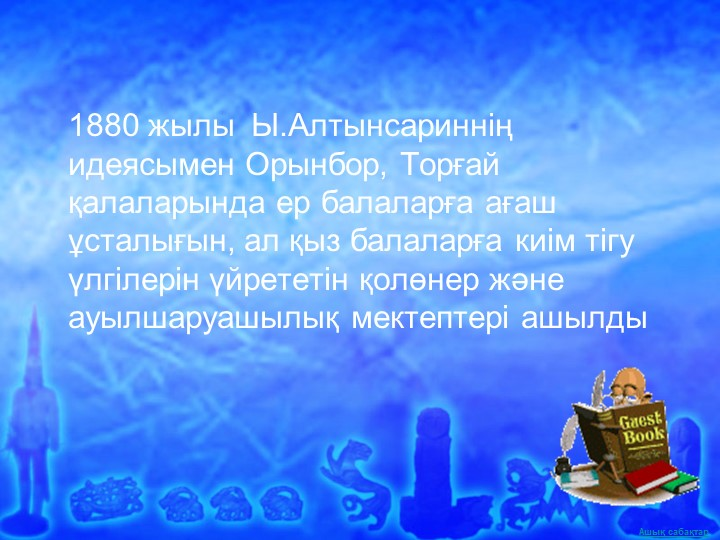 1880 жылы Ы.Алтынсариннің
идеясымен Орынбор, Торғай
қалаларында ер балаларға ағаш
ұсталығын, ал қыз балаларға киім тігу
үлгілерін үйрететін қолөнер және
ауылшаруашылық мектептері ашылды
Guest
Book
Ашық сабақтар